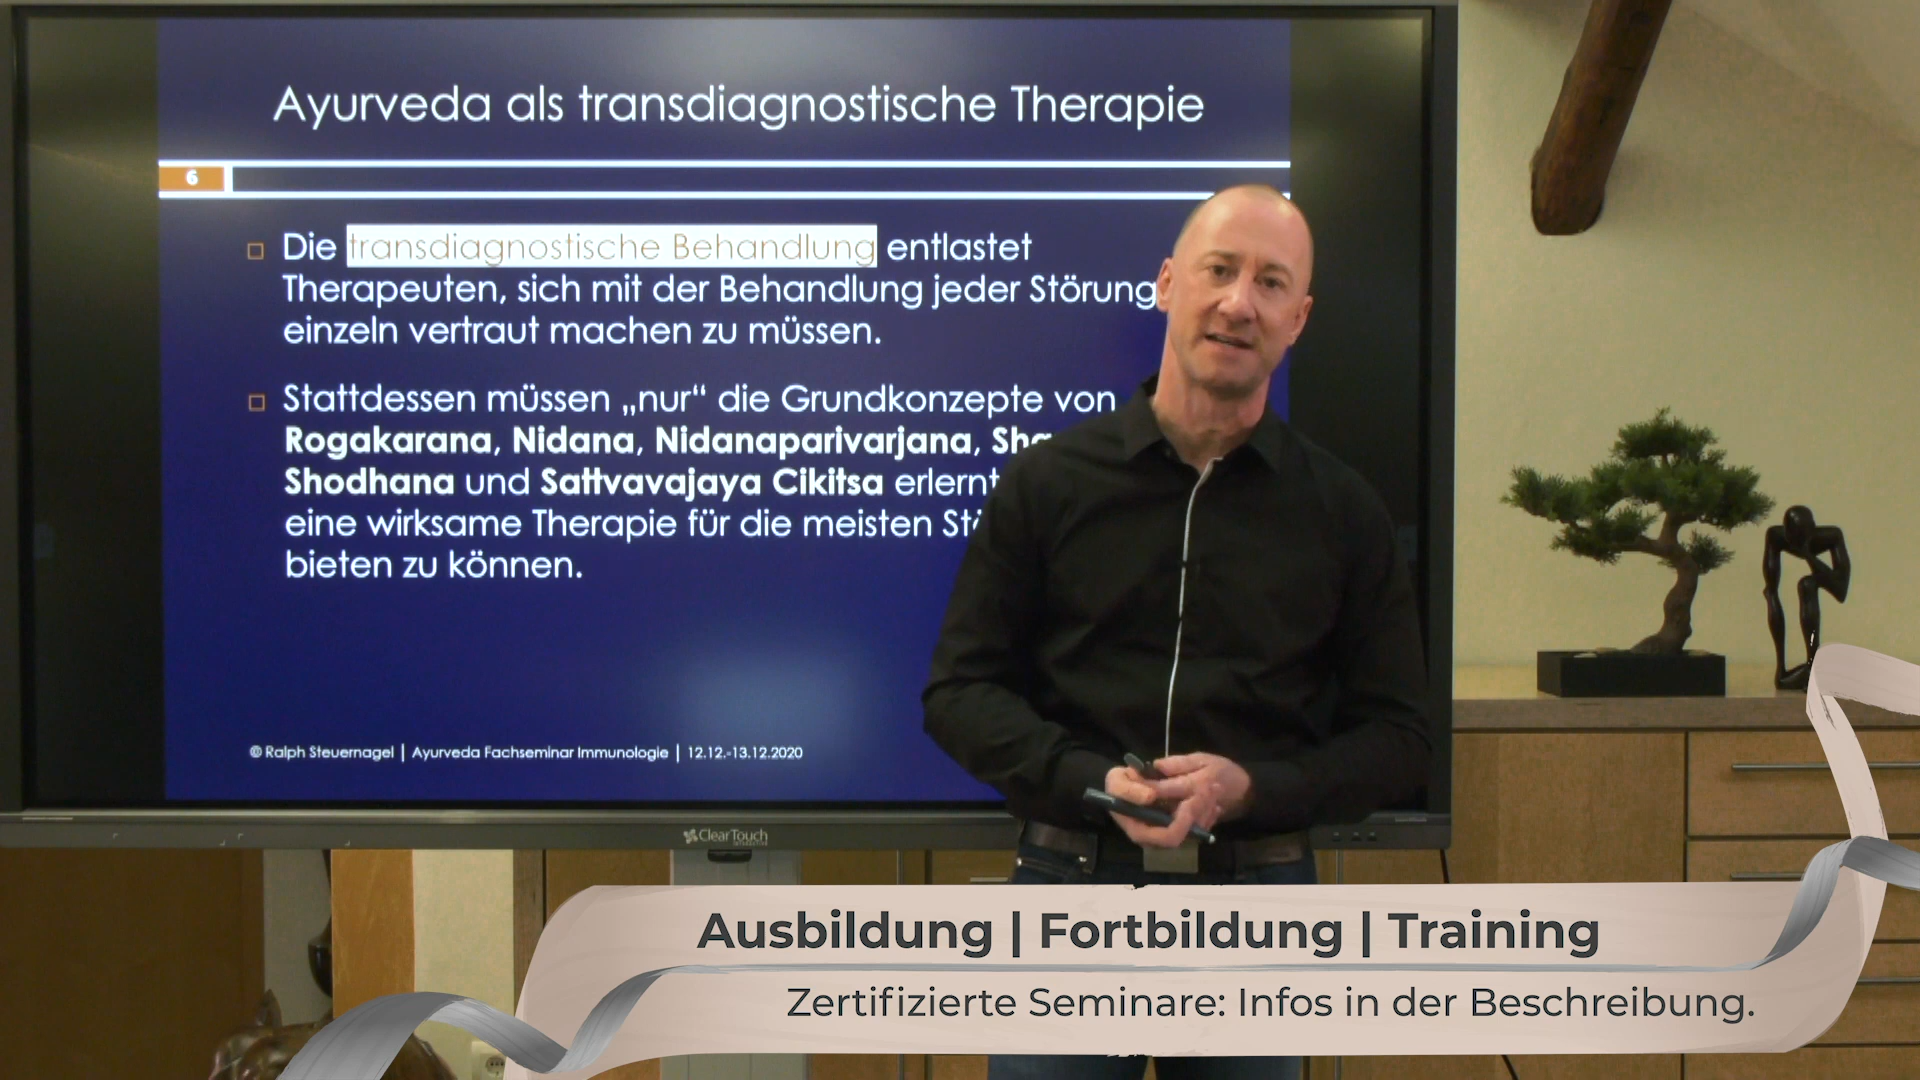 Ayurveda als transdiagnostische Therapie
6
Die transdiagnostische Behandlung entlastet
Therapeuten, sich mit der Behandlung jeder Störung
einzeln vertraut machen zu müssen.
Stattdessen müssen „nur“ die Grundkonzepte von
Rogakarana, Nidana, Nidanaparivarjana,
Shodhana und Sattvavajaya Cikitsa erlernt
eine wirksame Therapie für die meisten
bieten zu können.
© Ralph Steuernagel | Ayurveda Fachseminar Immunologie | 12.12.-13.12.2020
ClearTouch
INTERACTIVE
Ausbildung | Fortbildung | Training
Zertifizierte Seminare: Infos in der Beschreibung.